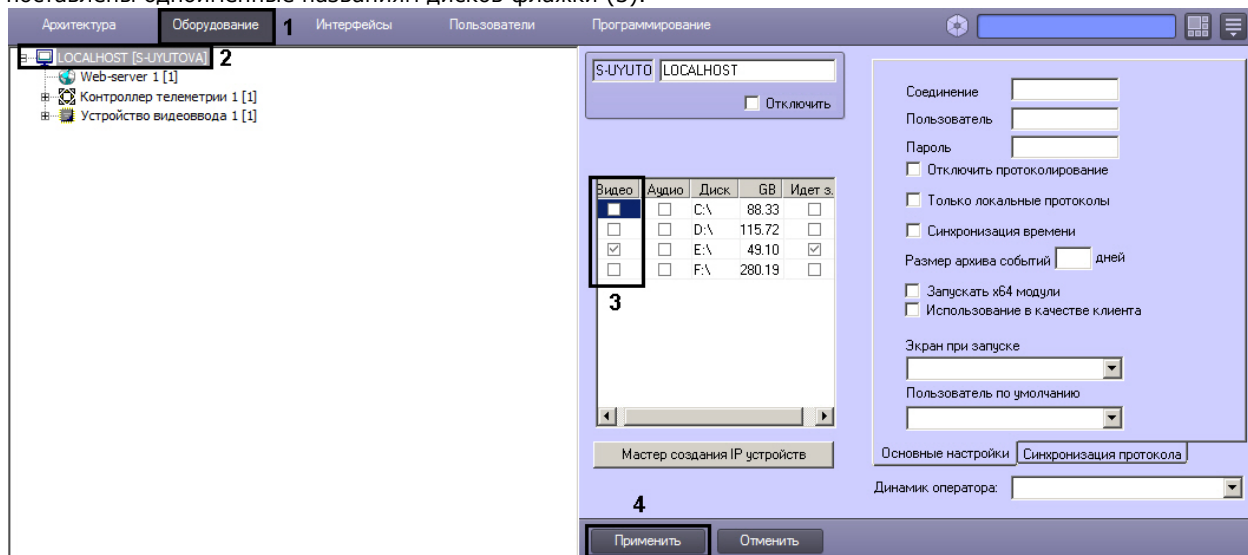 поставлены одноименные названиям дисков флажки (3).
Архитектура Оборудование 1 Интерфейсы Пользователи Программирование
LOCALHOST [S-UYUTOVA] 2
Web-server 1 [1]
Контроллер телеметрии 1 [1]
Устройство видеоввода 1 [1]
S-UYUTO LOCALHOST
Отключить
Видео Аудио Диск GB Идет з.
C:\ 88.33
D:\ 115.72
E:\ 49.10
F:\ 280.19
3
Мастер создания IP устройств
4
Применить Отменить
Соединение
Пользователь
Пароль
Отключить протоколирование
Только локальные протоколы
Синхронизация времени
Размер архива событий дней
Запускать x64 модули
Использование в качестве клиента
Экран при запуске
Пользователь по умолчанию
Основные настройки Синхронизация протокола
Динамик оператора: